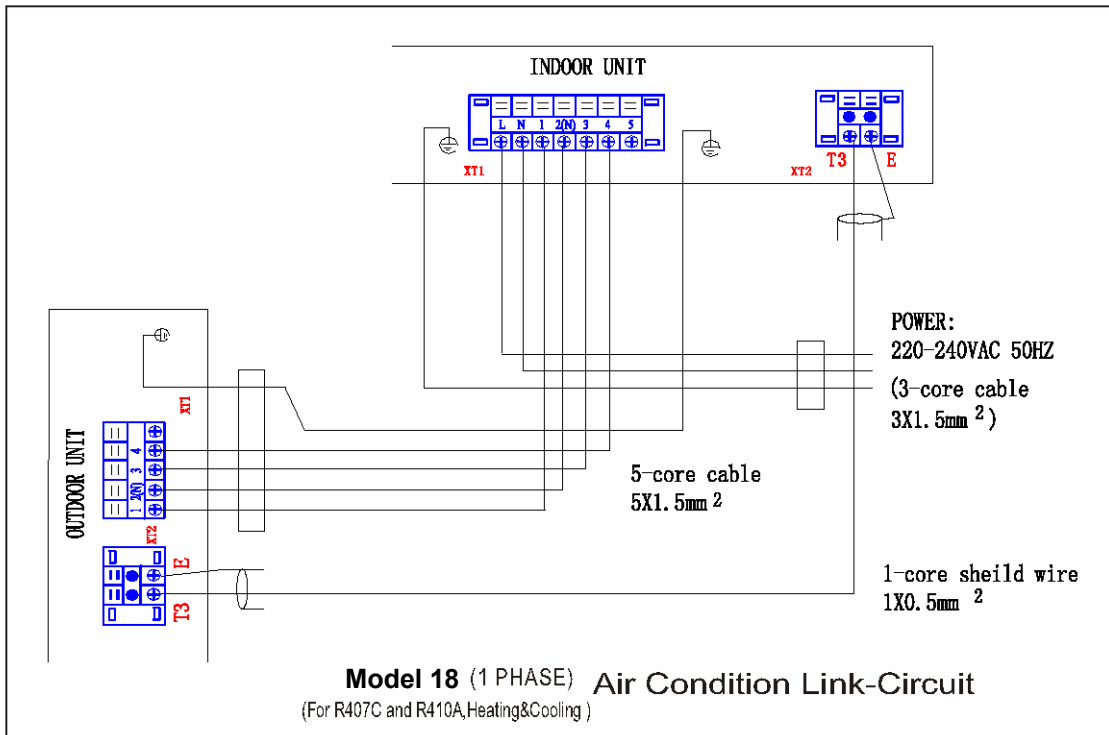 INDOOR UNIT
L N 1 2(N) 3 4 5
XT1
XT2
T3 E
POWER:
220-240VAC 50HZ
(3-core cable
3X1.5mm 2)
XT1
OUTDOOR UNIT
1 2(N) 3 4
XT2
E
T3
5-core cable
5X1.5mm 2
1-core sheild wire
1X0.5mm 2
Model 18 (1 PHASE) Air Condition Link-Circuit
(For R407C and R410A,Heating&Cooling )